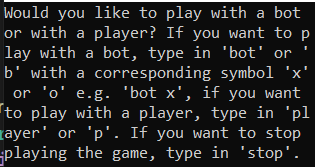 Would you like to play with a bot
or with a player? If you want to p
lay with a bot, type in 'bot' or '
b' with a corresponding symbol 'x'
 or 'o' e.g. 'bot x', if you want
to play with a player, type in 'pl
ayer' or 'p'. If you want to stop
playing the game, type in 'stop'.